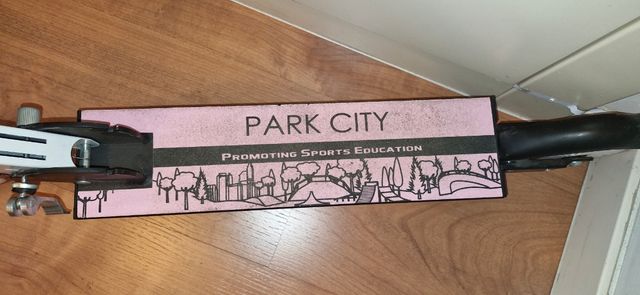 PARK CITY
PROMOTING SPORTS EDUCATION